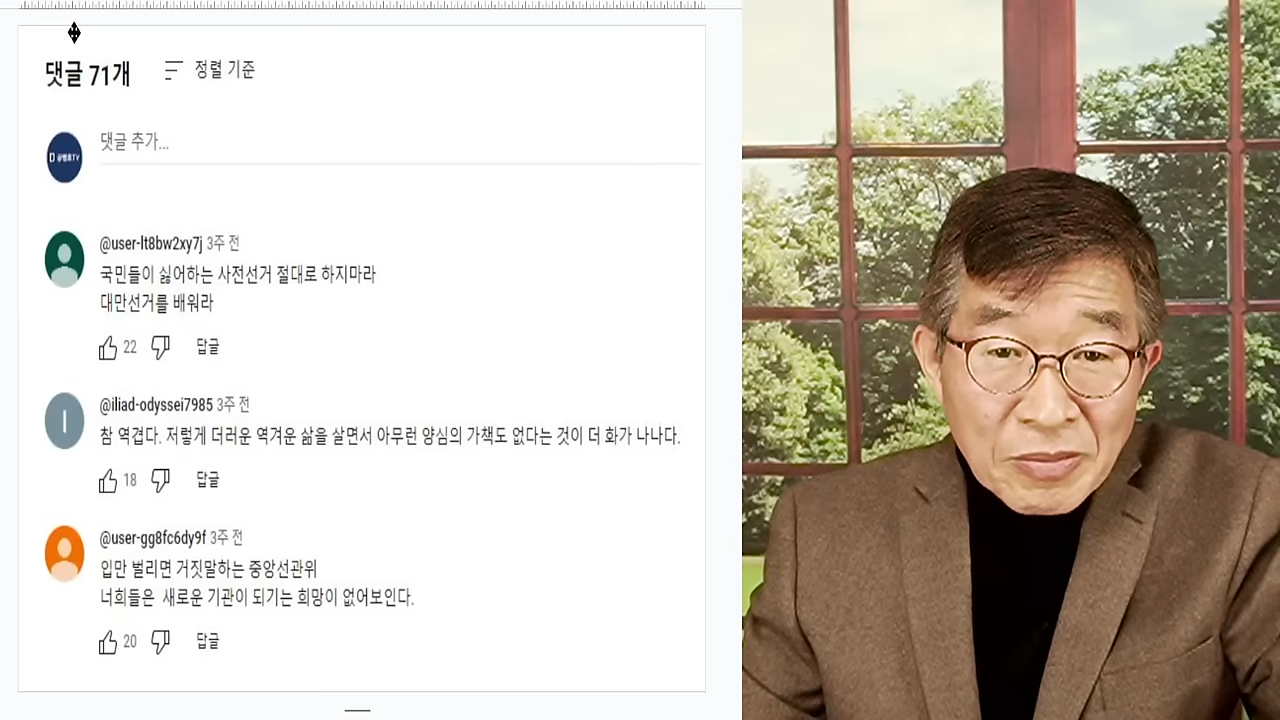 댓글 71개
정렬 기준
공병호TV
댓글 추가...
@user-lt8bw2xy7j 3주 전
국민들이 싫어하는 사전선거 절대로 하지마라
대만선거를 배워라
22
답글
I
@iliad-odyssei7985 3주 전
참 역겹다. 저렇게 더러운 역겨운 삶을 살면서 아무런 양심의 가책도 없다는 것이 더 화가 나나다.
18
답글
@user-gg8fc6dy9f 3주 전
입만 벌리면 거짓말하는 중앙선관위
너희들은 새로운 기관이 되기는 희망이 없어보인다.
20
답글